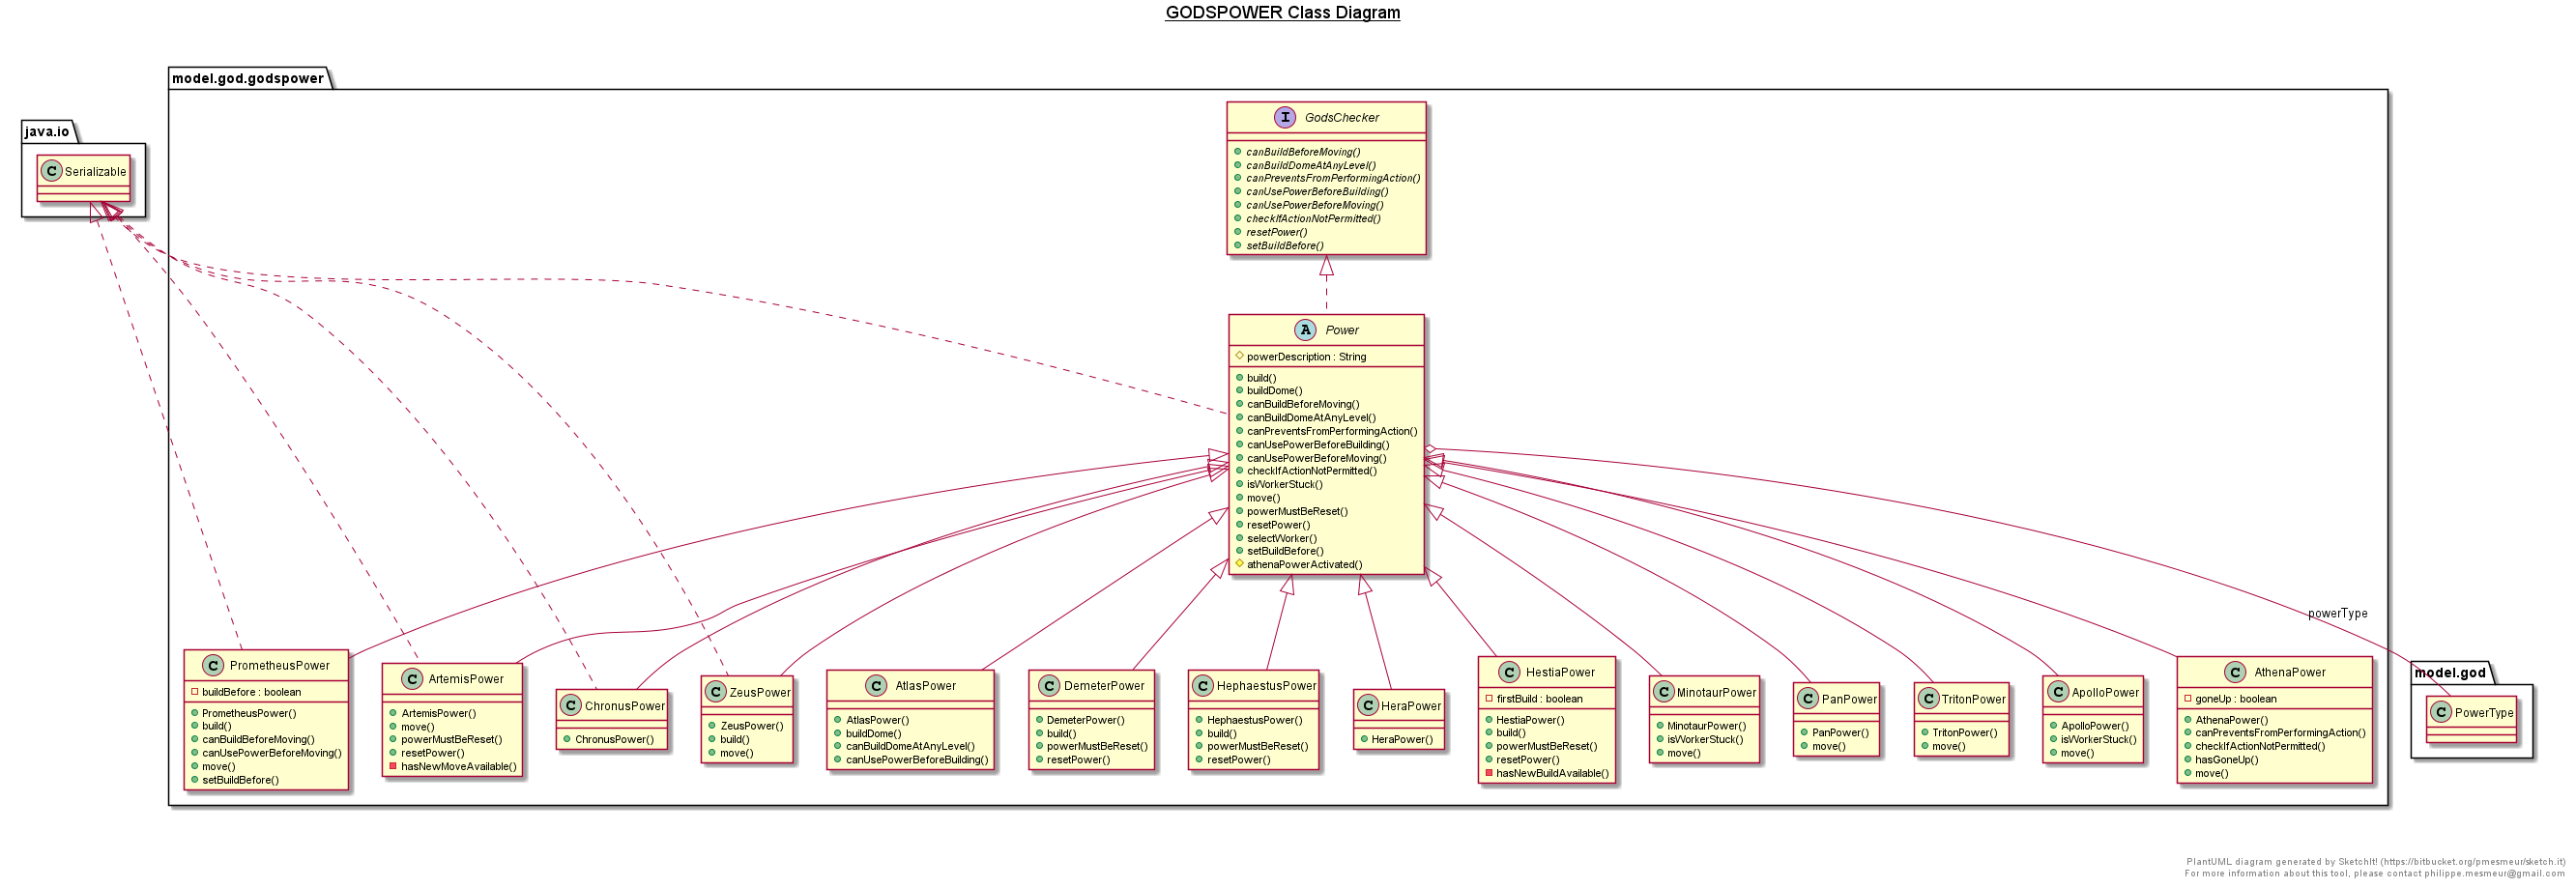 GODSPOWER Class Diagram
model.god.godspower
java.io
C Serializable
I GodsChecker
canBuildBeforeMoving()
canBuildDomeAtAnyLevel()
canPreventsFromPerformingAction()
canUsePowerBeforeBuilding()
canUsePowerBeforeMoving()
checkIfActionNotPermitted()
resetPower()
setBuildBefore()
A Power
powerDescription : String
build()
buildDome()
canBuildBeforeMoving()
canBuildDomeAtAnyLevel()
canPreventsFromPerformingAction()
canUsePowerBeforeBuilding()
canUsePowerBeforeMoving()
checkIfActionNotPermitted()
isWorkerStuck()
move()
powerMustBeReset()
resetPower()
selectWorker()
setBuildBefore()
athenaPowerActivated()
powerType
C PrometheusPower
buildBefore : boolean
PrometheusPower()
build()
canBuildBeforeMoving()
canUsePowerBeforeMoving()
move()
setBuildBefore()
C ArtemisPower
ArtemisPower()
move()
powerMustBeReset()
resetPower()
hasNewMoveAvailable()
C ChronusPower
ChronusPower()
C ZeusPower
ZeusPower()
build()
move()
C AtlasPower
AtlasPower()
buildDome()
canBuildDomeAtAnyLevel()
canUsePowerBeforeBuilding()
C DemeterPower
DemeterPower()
build()
powerMustBeReset()
resetPower()
C HephaestusPower
HephaestusPower()
build()
powerMustBeReset()
resetPower()
C HeraPower
HeraPower()
C HestiaPower
firstBuild : boolean
HestiaPower()
build()
powerMustBeReset()
resetPower()
hasNewBuildAvailable()
C MinotaurPower
MinotaurPower()
isWorkerStuck()
move()
C PanPower
PanPower()
move()
C TritonPower
TritonPower()
move()
C ApolloPower
ApolloPower()
isWorkerStuck()
move()
C AthenaPower
goneUp : boolean
AthenaPower()
canPreventsFromPerformingAction()
checkIfActionNotPermitted()
hasGoneUp()
move()
model.god
C PowerType
PlantUML diagram generated by SketchIt! (https://bitbucket.org/pmesmeur/sketch.it)
For more information about this tool, please contact philippe.mesmeur@gmail.com